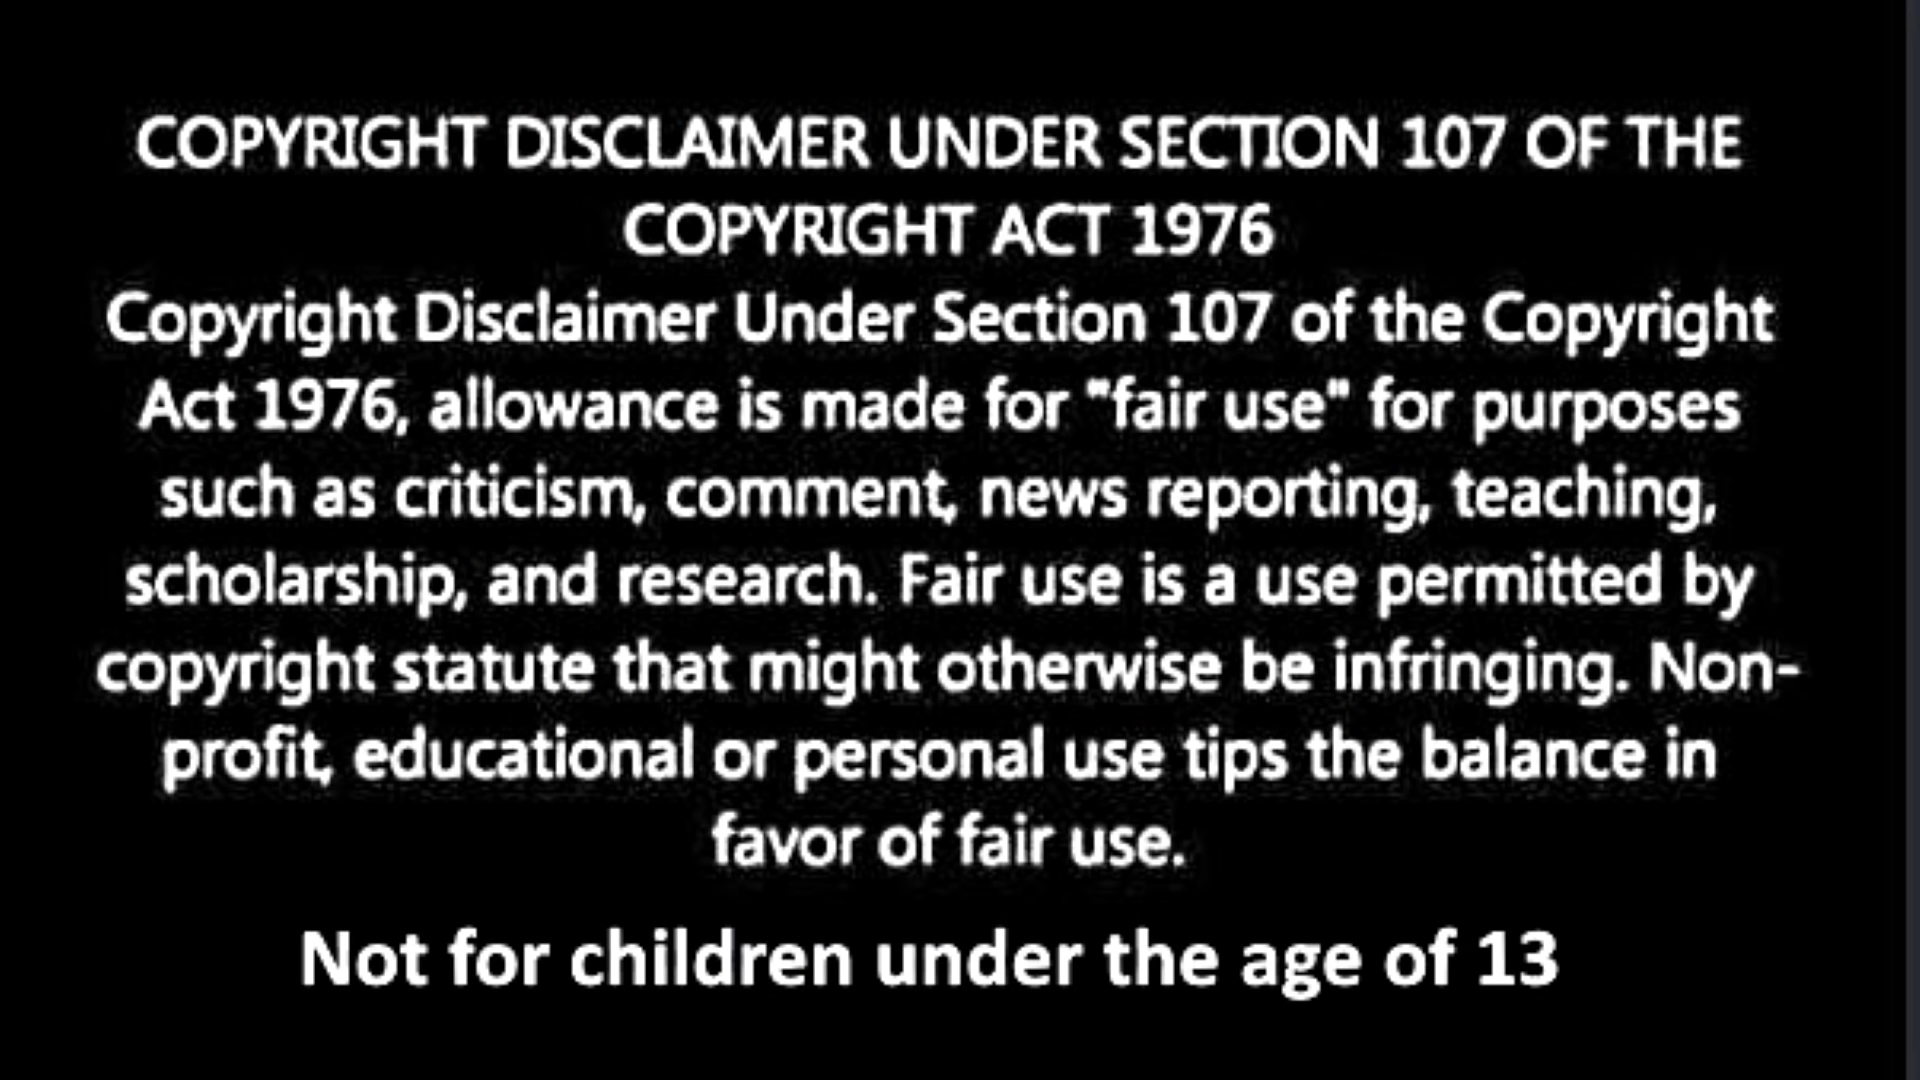 COPYRIGHT DISCLAIMER UNDER SECTION 107 OF THE
COPYRIGHT ACT 1976
Copyright Disclaimer Under Section 107 of the Copyright
Act 1976, allowance is made for "fair use" for purposes
such as criticism, comment, news reporting, teaching,
scholarship, and research. Fair use is a use permitted by
copyright statute that might otherwise be infringing. Non-
profit, educational or personal use tips the balance in
favor of fair use.
Not for children under the age of 13